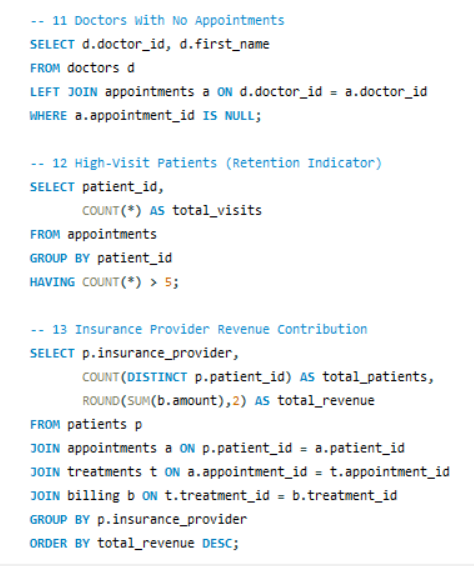 -- 11 Doctors With No Appointments
SELECT d.doctor_id, d.first_name
FROM doctors d
LEFT JOIN appointments a ON d.doctor_id = a.doctor_id
WHERE a.appointment_id IS NULL;

-- 12 High-Visit Patients (Retention Indicator)
SELECT patient_id,
       COUNT(*) AS total_visits
FROM appointments
GROUP BY patient_id
HAVING COUNT(*) > 5;

-- 13 Insurance Provider Revenue Contribution
SELECT p.insurance_provider,
       COUNT(DISTINCT p.patient_id) AS total_patients,
       ROUND(SUM(b.amount),2) AS total_revenue
FROM patients p
JOIN appointments a ON p.patient_id = a.patient_id
JOIN treatments t ON a.appointment_id = t.appointment_id
JOIN billing b ON t.treatment_id = b.treatment_id
GROUP BY p.insurance_provider
ORDER BY total_revenue DESC;